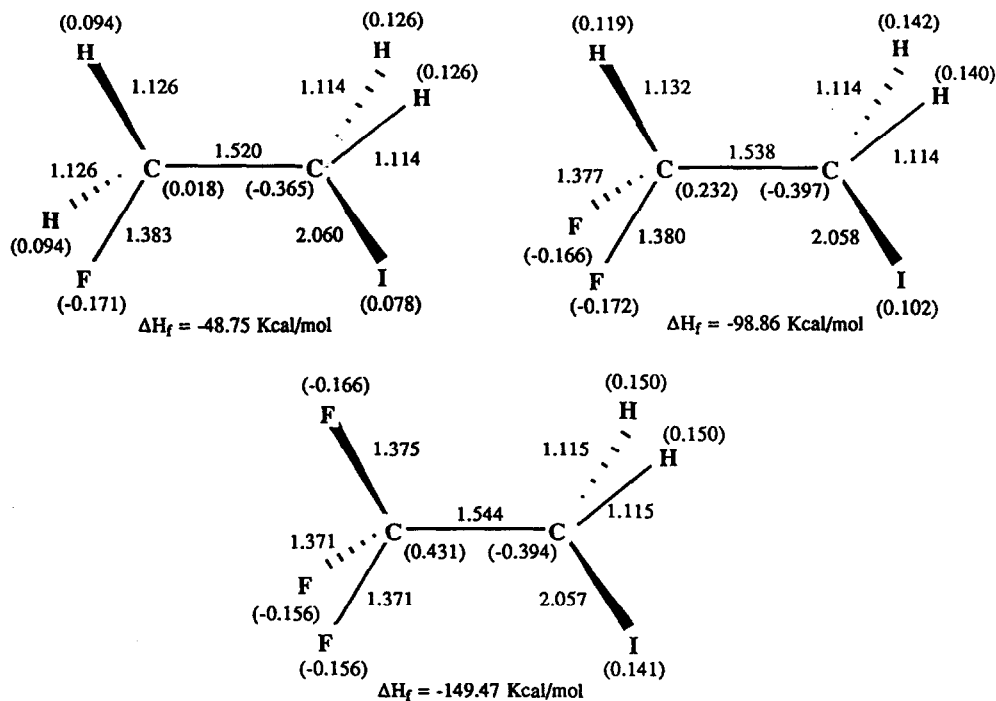 (0.094) (0.126)
H H (0.126)
1.126 1.114 H
1.520
C C
1.126 (0.018) (-0.365) 1.114
H 1.383 2.060
(0.094)
F I
(-0.171) (0.078)
ΔHf = -48.75 Kcal/mol
(0.119) (0.142)
H H (0.140)
1.132 1.114 H
1.538
C C
1.377 (0.232) (-0.397) 1.114
F 1.380 2.058
(-0.166)
F I
(-0.172) (0.102)
ΔHf = -98.86 Kcal/mol
(-0.166) (0.150)
F H (0.150)
1.375 1.115 H
1.544
C C 1.115
1.371 (0.431) (-0.394)
F 1.371 2.057
(-0.156)
F I
(-0.156) (0.141)
ΔHf = -149.47 Kcal/mol